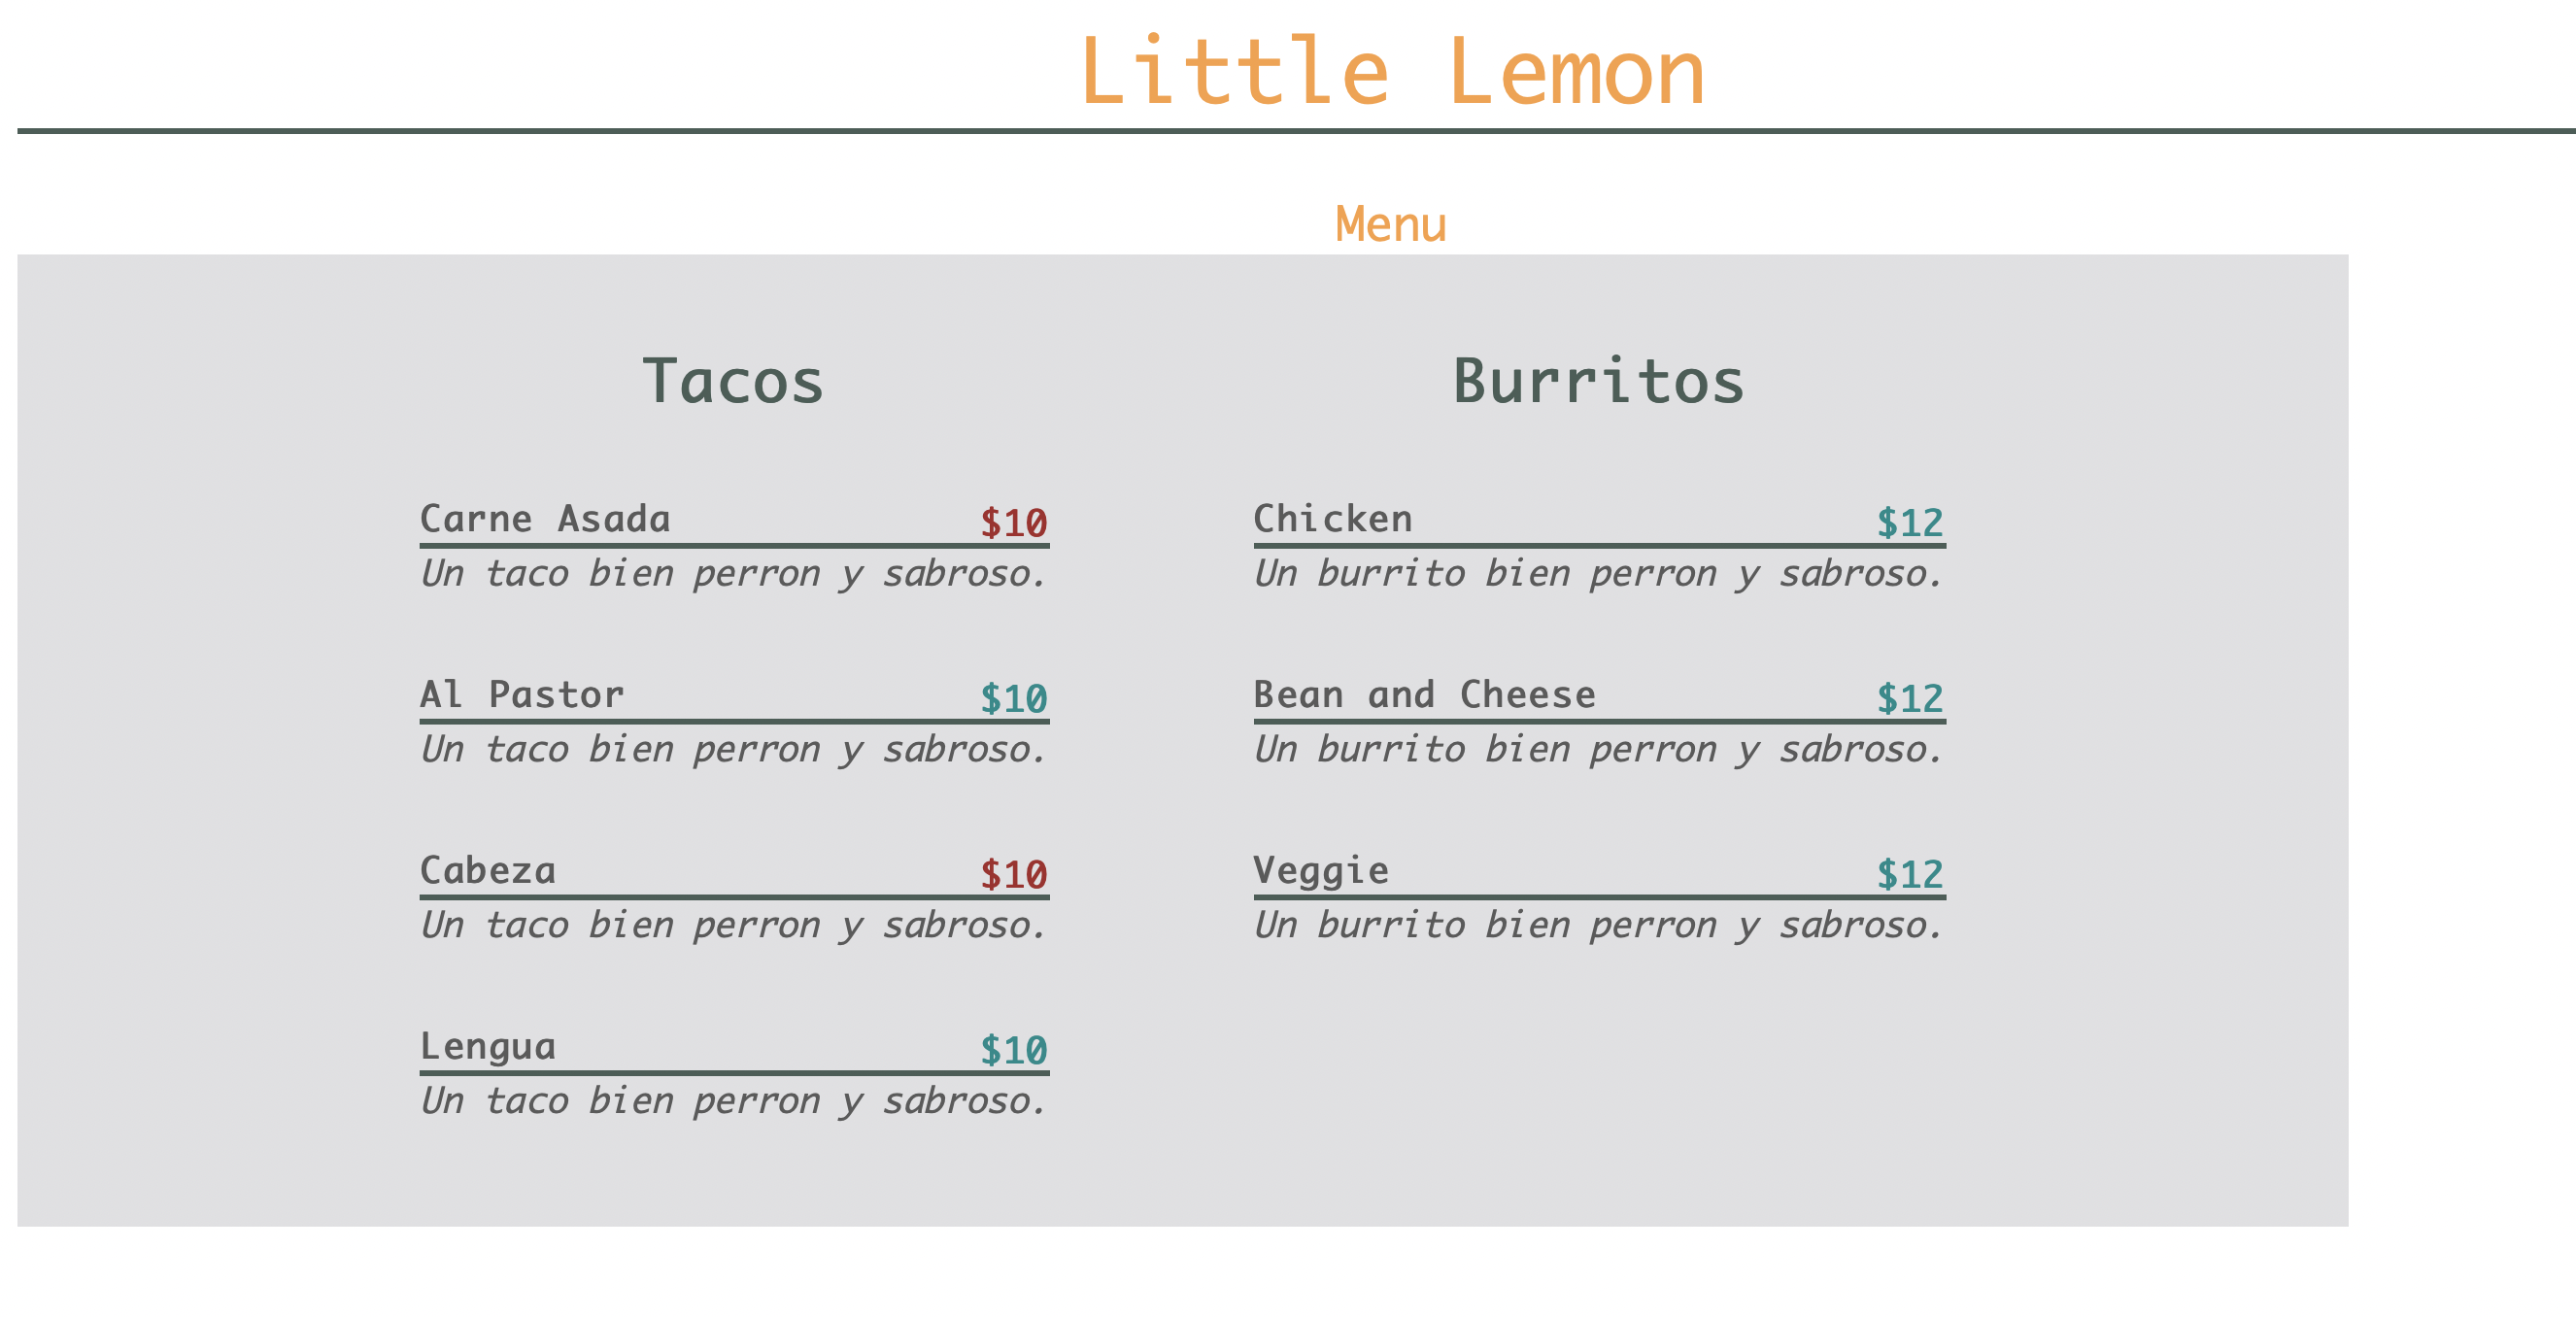 Little Lemon
Menu
Tacos
Carne Asada $10
Un taco bien perron y sabroso.
Al Pastor $10
Un taco bien perron y sabroso.
Cabeza $10
Un taco bien perron y sabroso.
Lengua $10
Un taco bien perron y sabroso.
Burritos
Chicken $12
Un burrito bien perron y sabroso.
Bean and Cheese $12
Un burrito bien perron y sabroso.
Veggie $12
Un burrito bien perron y sabroso.